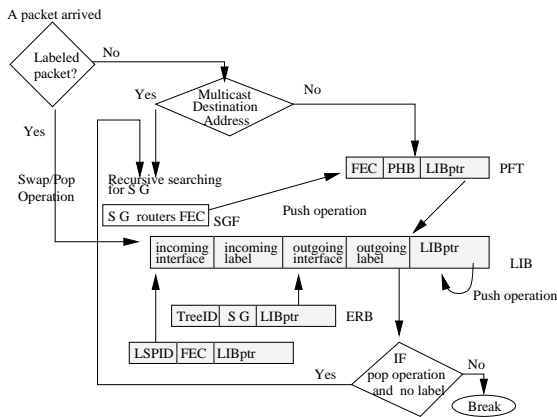 A packet arrived
Labeled
packet?
No
Yes
Multicast
Destination
Address
No
Yes
FEC PHB LIBptr
PFT
Swap/Pop
Operation
Recursive searching
for S G
S G routers FEC
SGF
Push operation
incoming
interface
incoming
label
outgoing
interface
outgoing
label
LIBptr
LIB
Push operation
TreeID S G LIBptr
ERB
LSPID FEC LIBptr
Yes
IF
pop operation
and no label
No
Break